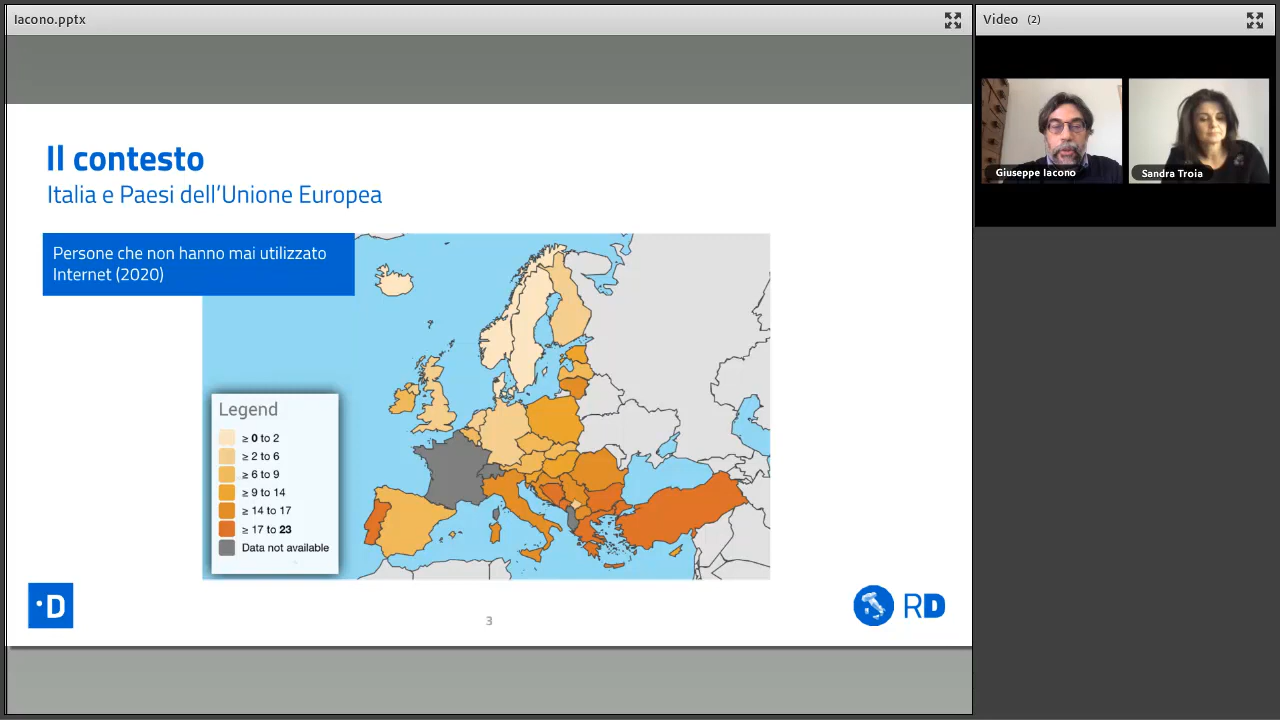 Iacono.pptx
Video (2)
Giuseppe Iacono
Sandra Troia
Il contesto
Italia e Paesi dell'Unione Europea
Persone che non hanno mai utilizzato
Internet (2020)
Legend
≥ 0 to 2
≥ 2 to 6
≥ 6 to 9
≥ 9 to 14
≥ 14 to 17
≥ 17 to 23
Data not available
D
3
RD